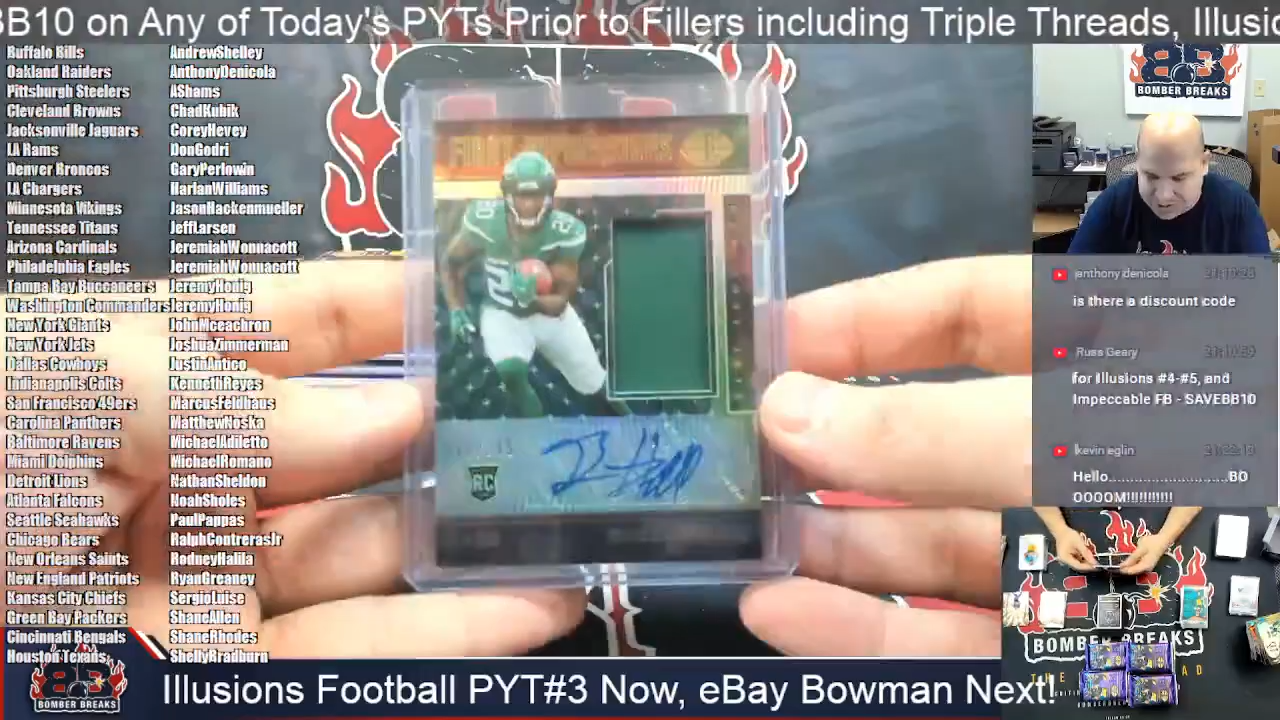 BB10 on Any of Today's PYTs Prior to Fillers including Triple Threads, Illusio
Buffalo Bills AndrewShelley
Oakland Raiders AnthonyDenicola
Pittsburgh Steelers AShams
Cleveland Browns ChadKubik
Jacksonville Jaguars CoreyHevey
LA Rams DonGodri
Denver Broncos GaryPerlowin
LA Chargers HarlanWilliams
Minnesota Vikings JasonHackenmueller
Tennessee Titans JeffLarsen
Arizona Cardinals JeremiahWonnacott
Philadelphia Eagles JeremiahWonnacott
Tampa Bay Buccaneers JeremyHonig
Washington Commanders JeremyHonig
New York Giants JohnMceachron
New York Jets JoshuaZimmerman
Dallas Cowboys JustinAntico
Indianapolis Colts KennethReyes
San Francisco 49ers MarcusFeldhaus
Carolina Panthers MatthewNoska
Baltimore Ravens MichaelAdiletto
Miami Dolphins MichaelRomano
Detroit Lions NathanSheldon
Atlanta Falcons NoahSholes
Seattle Seahawks PaulPappas
Chicago Bears RalphContrerasJr
New Orleans Saints RodneyHaila
New England Patriots RyanGreaney
Kansas City Chiefs SergioLuise
Green Bay Packers ShaneAllen
Cincinnati Bengals ShaneRhodes
Houston Texans ShellyBradburn
20
20
RC
BB
BOMBER BREAKS
anthony denicola
is there a discount code
Russ Geary
for Illusions #4-#5, and
Impeccable FB - SAVEBB10
kevin eglin
Hello............................BO
OOOOM!!!!!!!!!!!
BOMBER BREAKS
BOMBER BREAKS
Illusions Football PYT#3 Now, eBay Bowman Next!